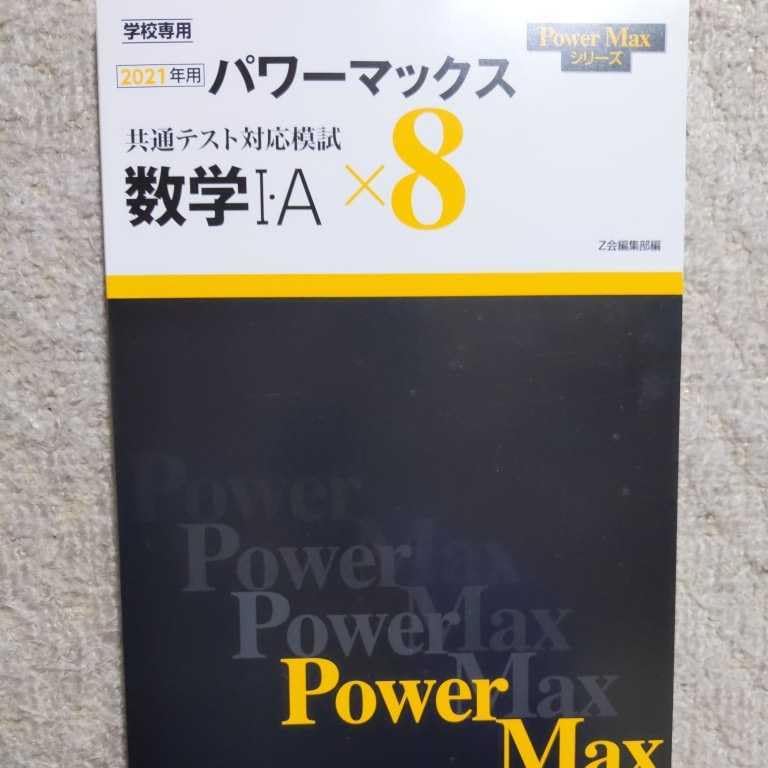 学校専用
Power Max
シリーズ
2021年用 パワーマックス
共通テスト対応模試
数学I・A ×8
Z会編集部編
Power
Power Max
Power Max
Power Max
Max